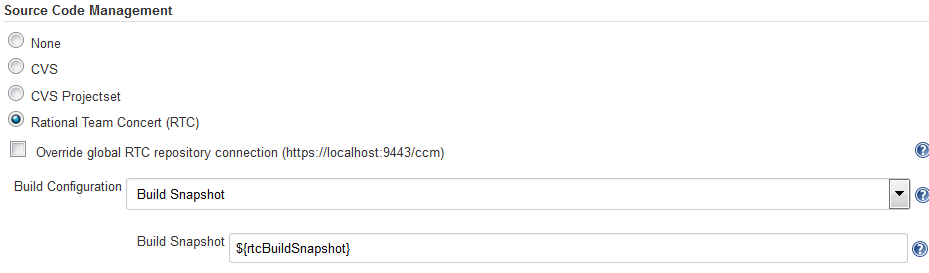 Source Code Management
None
CVS
CVS Projectset
Rational Team Concert (RTC)
Override global RTC repository connection (https://localhost:9443/ccm)
Build Configuration Build Snapshot
Build Snapshot ${rtcBuildSnapshot}